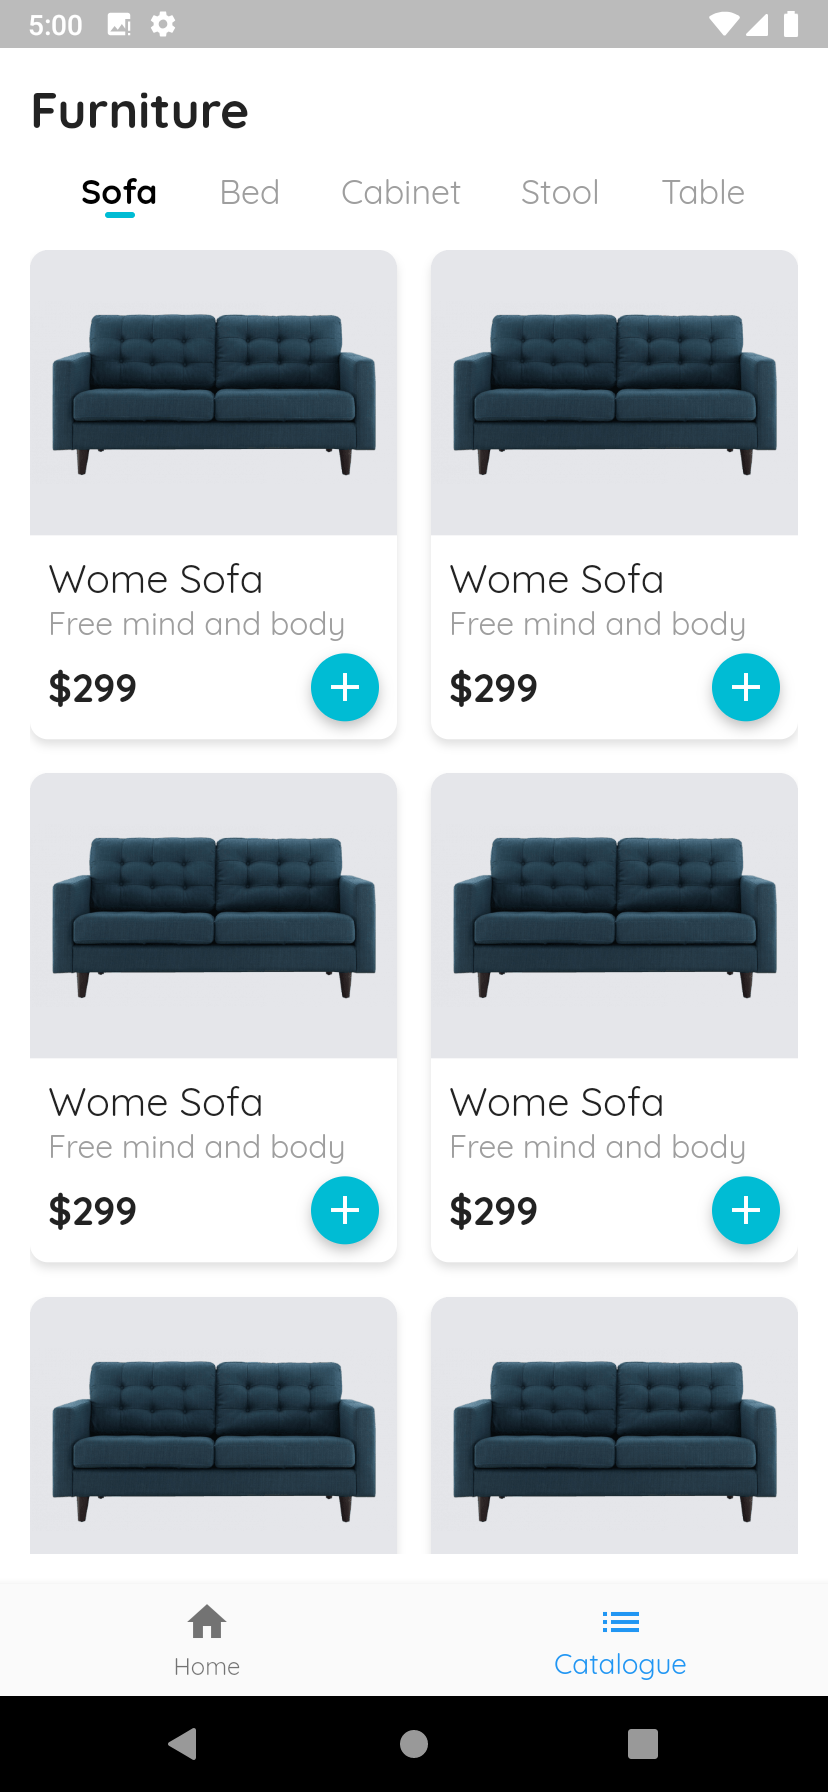 5:00
Furniture
Sofa Bed Cabinet Stool Table
Wome Sofa
Free mind and body
$299
Wome Sofa
Free mind and body
$299
Wome Sofa
Free mind and body
$299
Wome Sofa
Free mind and body
$299
Home
Catalogue